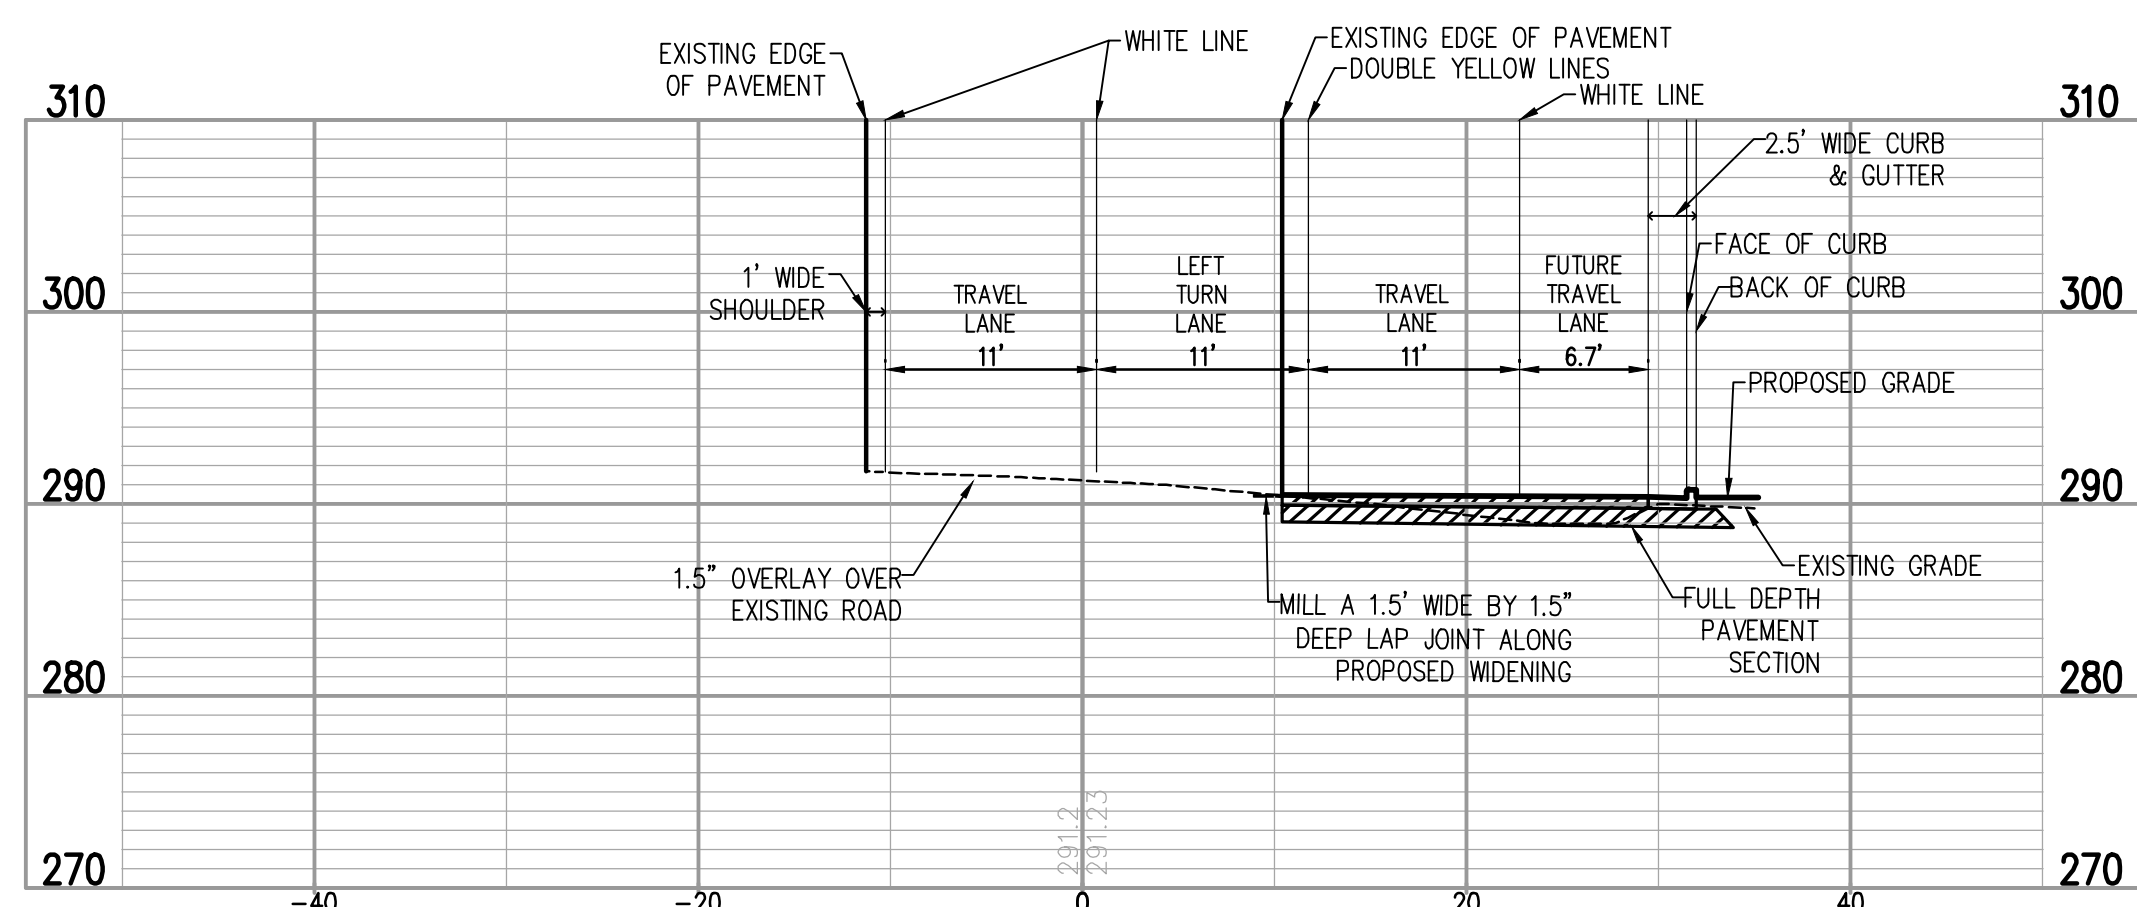 EXISTING EDGE
OF PAVEMENT
WHITE LINE
EXISTING EDGE OF PAVEMENT
DOUBLE YELLOW LINES
WHITE LINE
310
310
2.5' WIDE CURB
& GUTTER
FACE OF CURB
BACK OF CURB
1' WIDE
SHOULDER
TRAVEL
LANE
11'
LEFT
TURN
LANE
11'
TRAVEL
LANE
11'
FUTURE
TRAVEL
LANE
6.7'
300
300
PROPOSED GRADE
290
290
1.5" OVERLAY OVER
EXISTING ROAD
MILL A 1.5' WIDE BY 1.5"
DEEP LAP JOINT ALONG
PROPOSED WIDENING
EXISTING GRADE
FULL DEPTH
PAVEMENT
SECTION
280
280
291.2
291.23
270
270
-40
-20
0
20
40